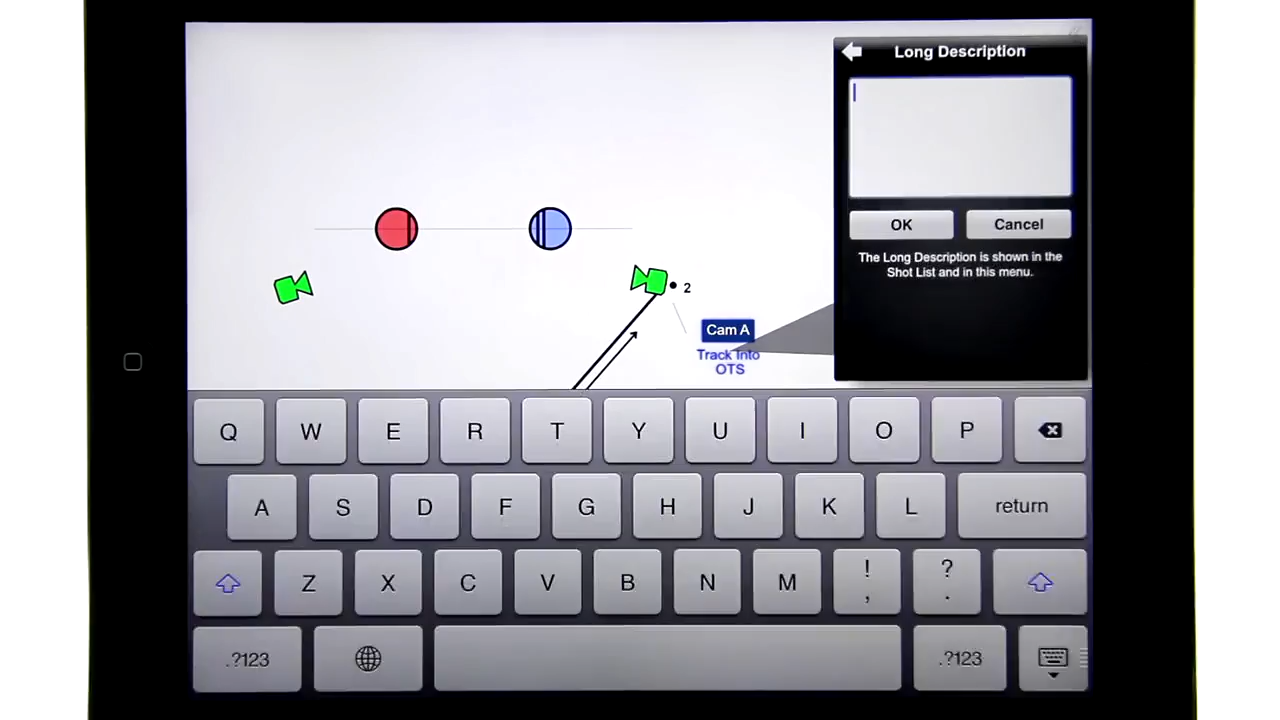 Long Description
OK Cancel
The Long Description is shown in the
Shot List and in this menu.
2
Cam A
Track Into
OTS
Q W E R T Y U I O P
A S D F G H J K L return
Z X C V B N M ! , ? .
.?123 .?123